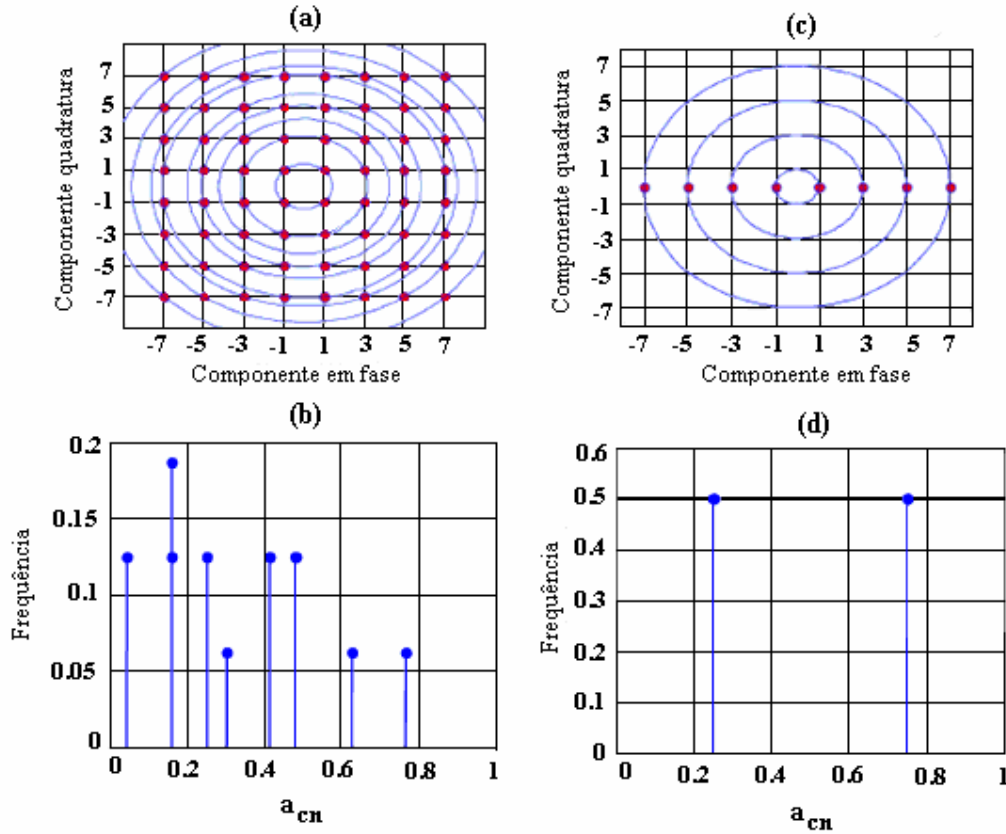 (a)
Componente quadratura
7
5
3
1
-1
-3
-5
-7
-7 -5 -3 -1 1 3 5 7
Componente em fase
(c)
Componente quadratura
7
5
3
1
-1
-3
-5
-7
-7 -5 -3 -1 1 3 5 7
Componente em fase
(b)
Frequência
0.2
0.15
0.1
0.05
0
0 0.2 0.4 0.6 0.8 1
a_cn
(d)
Frequência
0.6
0.5
0.4
0.3
0.2
0.1
0
0 0.2 0.4 0.6 0.8 1
a_cn